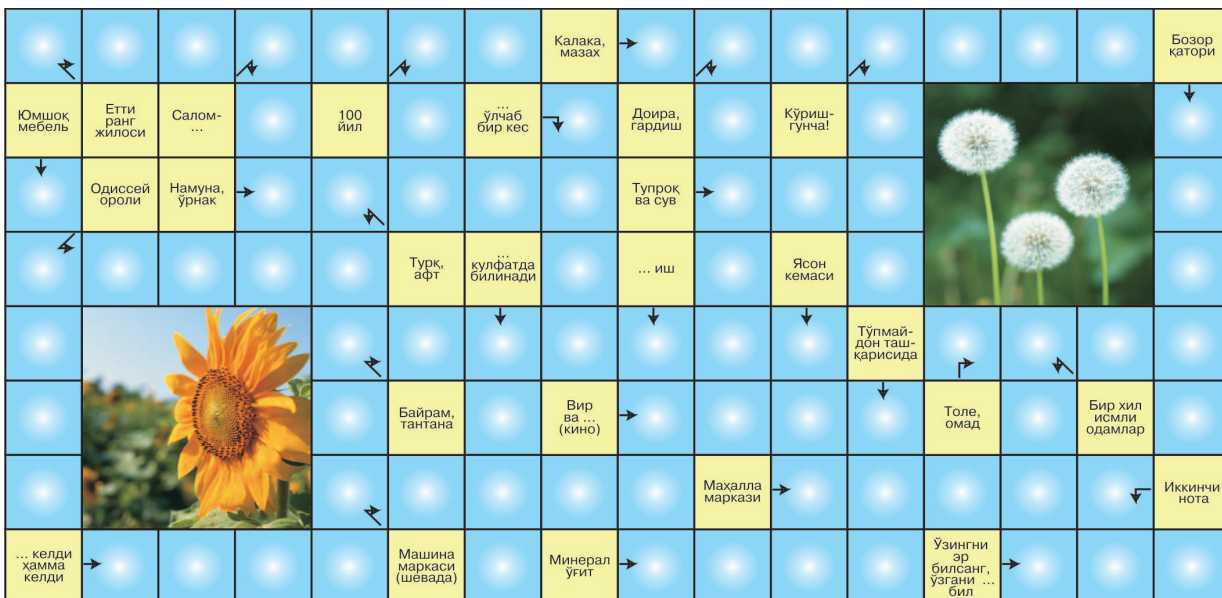 Калака,
мазах
Бозор
қатори
Юмшоқ
мебель
Етти
ранг
жилоси
Салом-
...
100
йил
...
ўлчаб
бир кес
Доира,
гардиш
Кўриш-
гунча!
Одиссей
ороли
Намуна,
ўрнак
Тупроқ
ва сув
Турқ,
афт
...
кулфатда
билинади
... иш
Ясон
кемаси
Тўпмай-
дон таш-
қарисида
Байрам,
тантана
Вир
ва ...
(кино)
Толе,
омад
Бир хил
исмли
одамлар
Маҳалла
маркази
Иккинчи
нота
... келди
ҳамма
келди
Машина
маркаси
(шевада)
Минерал
ўғит
Ўзингни
эр
билсанг,
ўзгани ...
бил